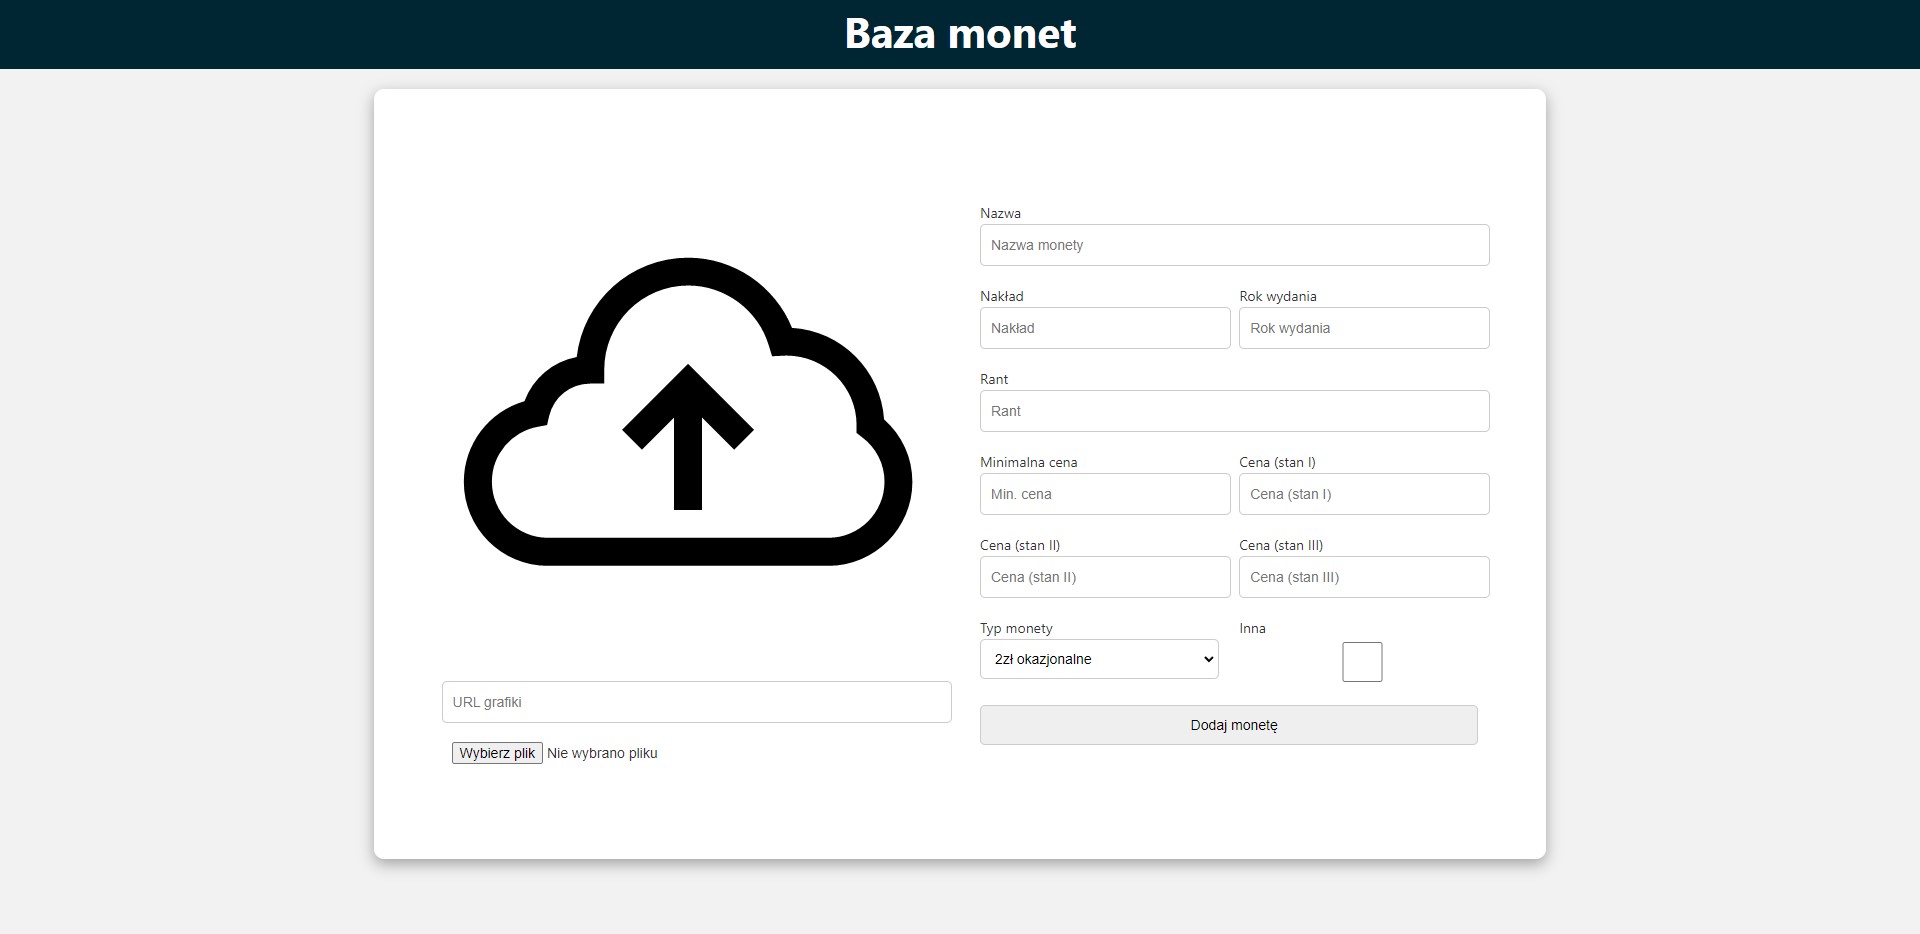 Baza monet
URL grafiki
Wybierz plik Nie wybrano pliku
Nazwa
Nazwa monety
Nakład Rok wydania
Nakład Rok wydania
Rant
Rant
Minimalna cena Cena (stan I)
Min. cena Cena (stan I)
Cena (stan II) Cena (stan III)
Cena (stan II) Cena (stan III)
Typ monety Inna
2zł okazjonalne
Dodaj monetę